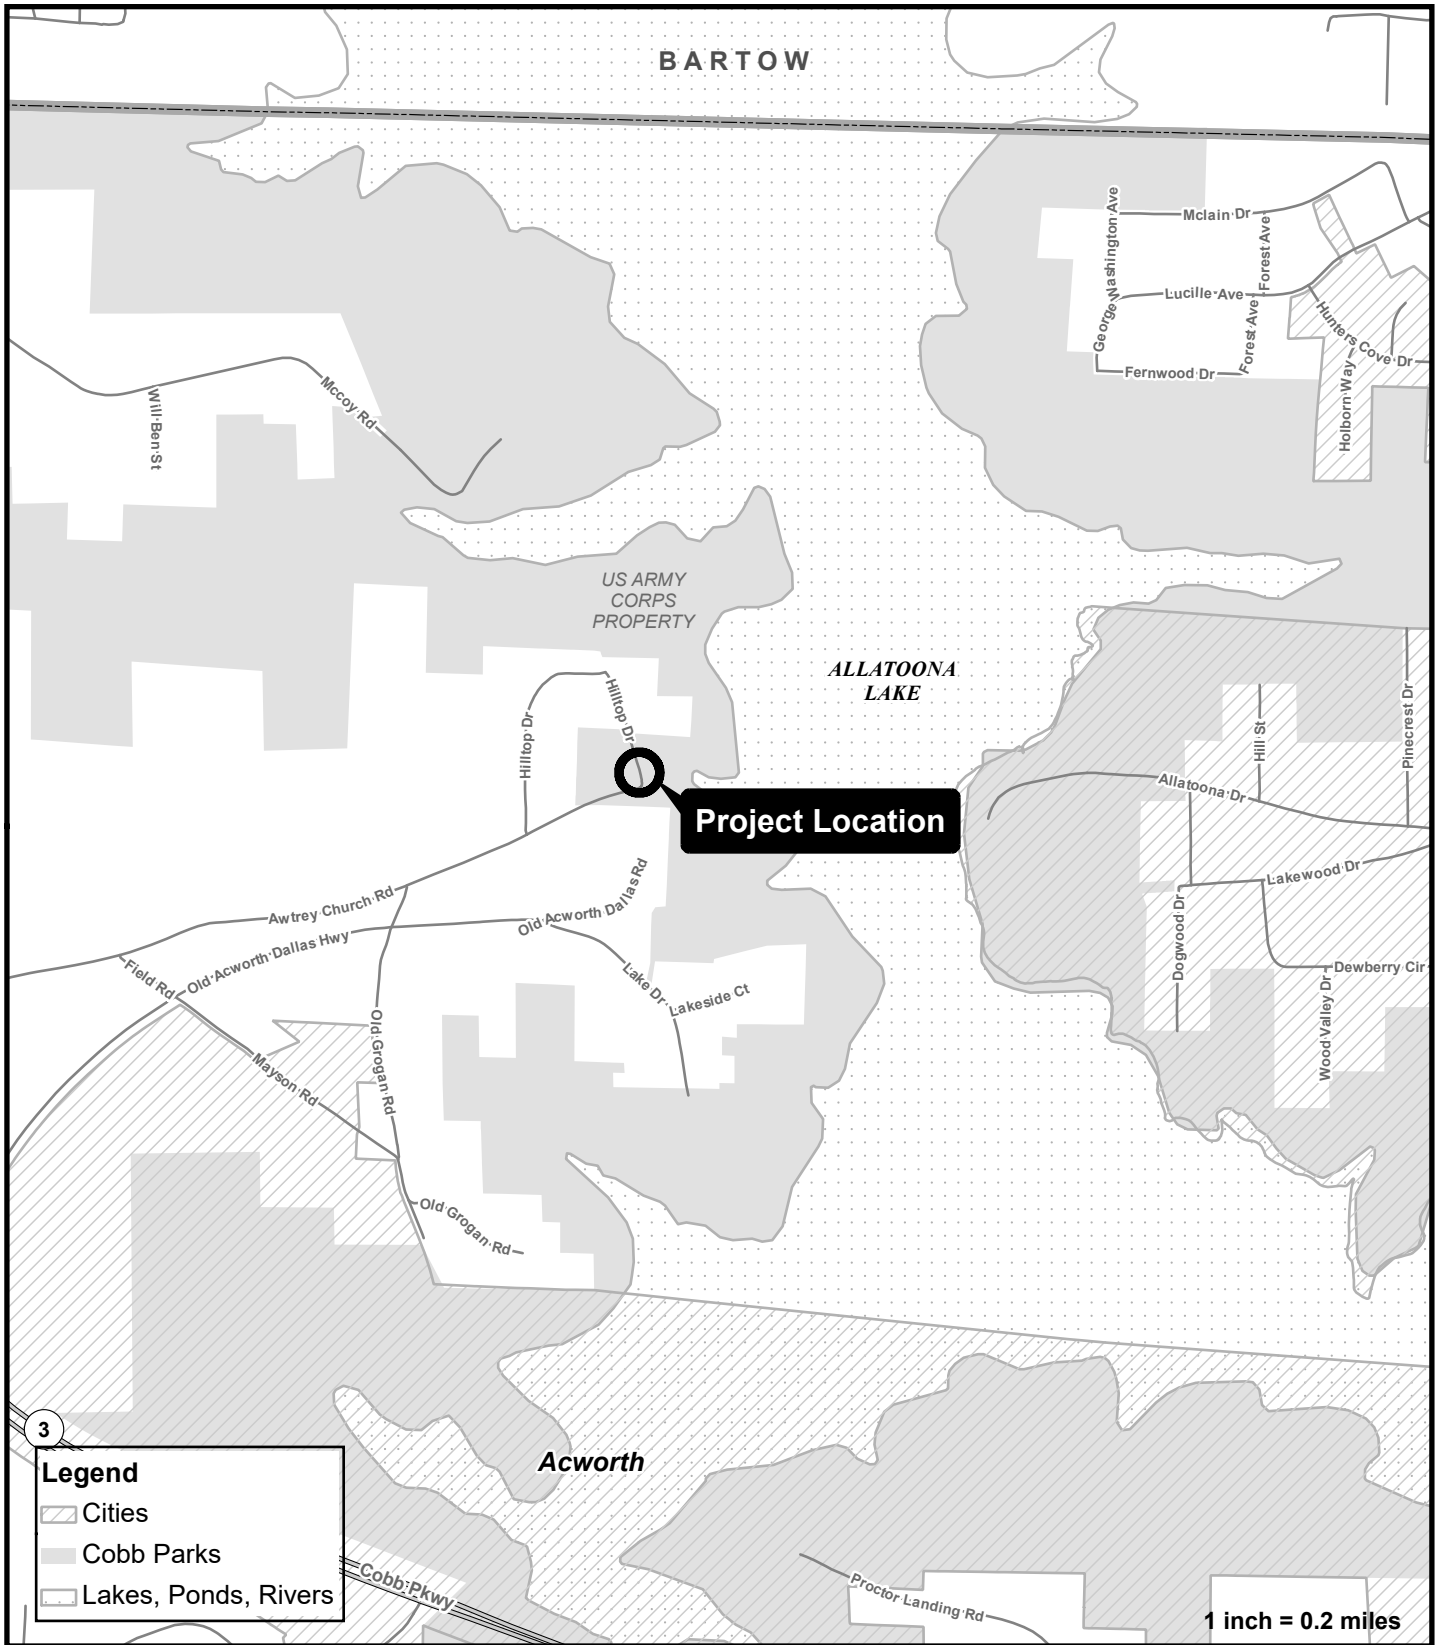 BARTOW
Mclain Dr
George Washington Ave
Forest Ave
Lucille Ave
Forest Ave
Hunters Cove Dr
Fernwood Dr
Holborn Way
Mccoy Rd
Will Ben St
US ARMY
CORPS
PROPERTY
ALLATOONA
LAKE
Hilltop Dr
Hilltop Dr
Pinecrest Dr
Hill St
Allatoona Dr
Project Location
Lakewood Dr
Awtrey Church Rd
Old Acworth Dallas Rd
Old Acworth Dallas Hwy
Dogwood Dr
Field Rd
Lake Dr
Lakeside Ct
Dewberry Cir
Wood Valley Dr
Old Grogan Rd
Mayson Rd
Old Grogan Rd
3
Acworth
Legend
Cities
Cobb Parks
Lakes, Ponds, Rivers
Cobb Pkwy
Proctor Landing Rd
1 inch = 0.2 miles